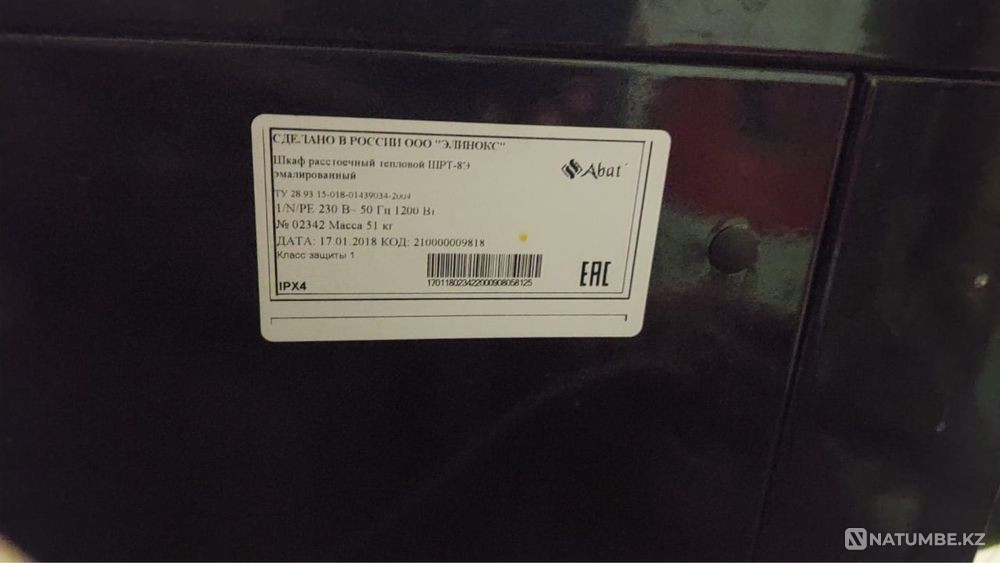 СДЕЛАНО В РОССИИ ООО "ЭЛИНОКС"
Шкаф расстоечный тепловой ШРТ-8Э
эмалированный
Abat
ТУ 28.93.15-018-01439034-2004
1/N/PE 230 В~ 50 Гц 1200 Вт
№ 02342 Масса 51 кг
ДАТА: 17.01.2018 КОД: 210000009818
Класс защиты 1
IPX4
170118023422000908058125
EAC
NATUMBE.KZ